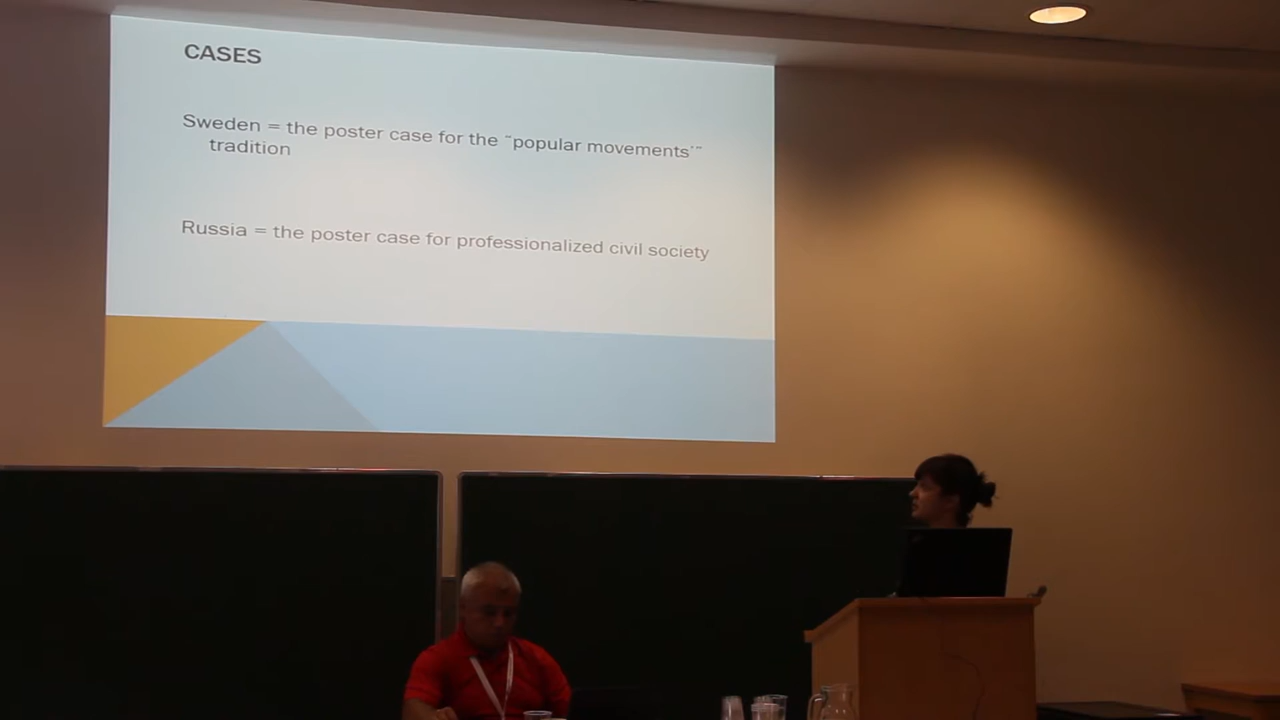 CASES
Sweden = the poster case for the "popular movements'"
tradition
Russia = the poster case for professionalized civil society